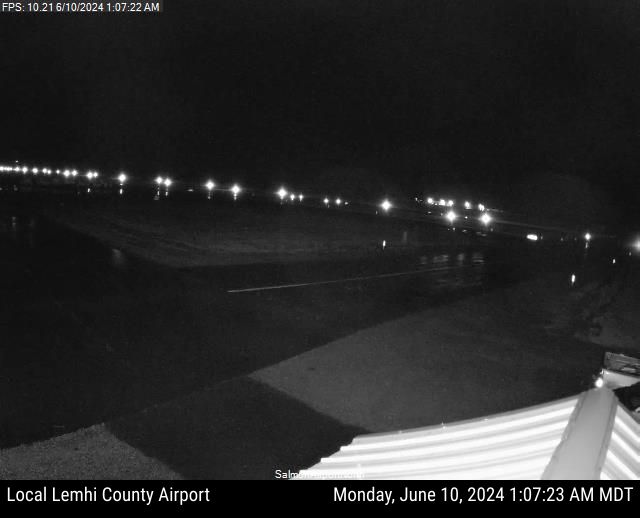 FPS: 10.21 6/10/2024 1:07:22 AM
Local Lemhi County Airport
Monday, June 10, 2024 1:07:23 AM MDT